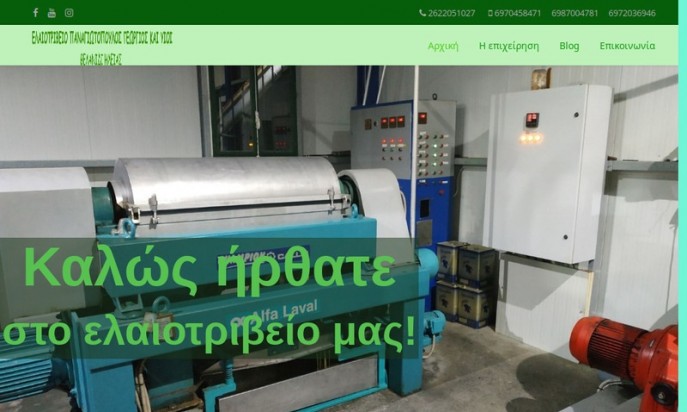 2622051027 6970458471 6987004781 6972036946
ΕΛΑΙΟΤΡΙΒΕΙΟ ΠΑΝΑΓΙΩΤΟΠΟΥΛΟΣ ΓΕΩΡΓΙΟΣ ΚΑΙ ΥΙΟΣ
ΘΕΛΑΝΙΟΣ ΗΛΕΙΑΣ
Αρχική Η επιχείρηση Blog Επικοινωνία
Καλώς ήρθατε
Alfa Laval
στο ελαιοτριβείο μας!